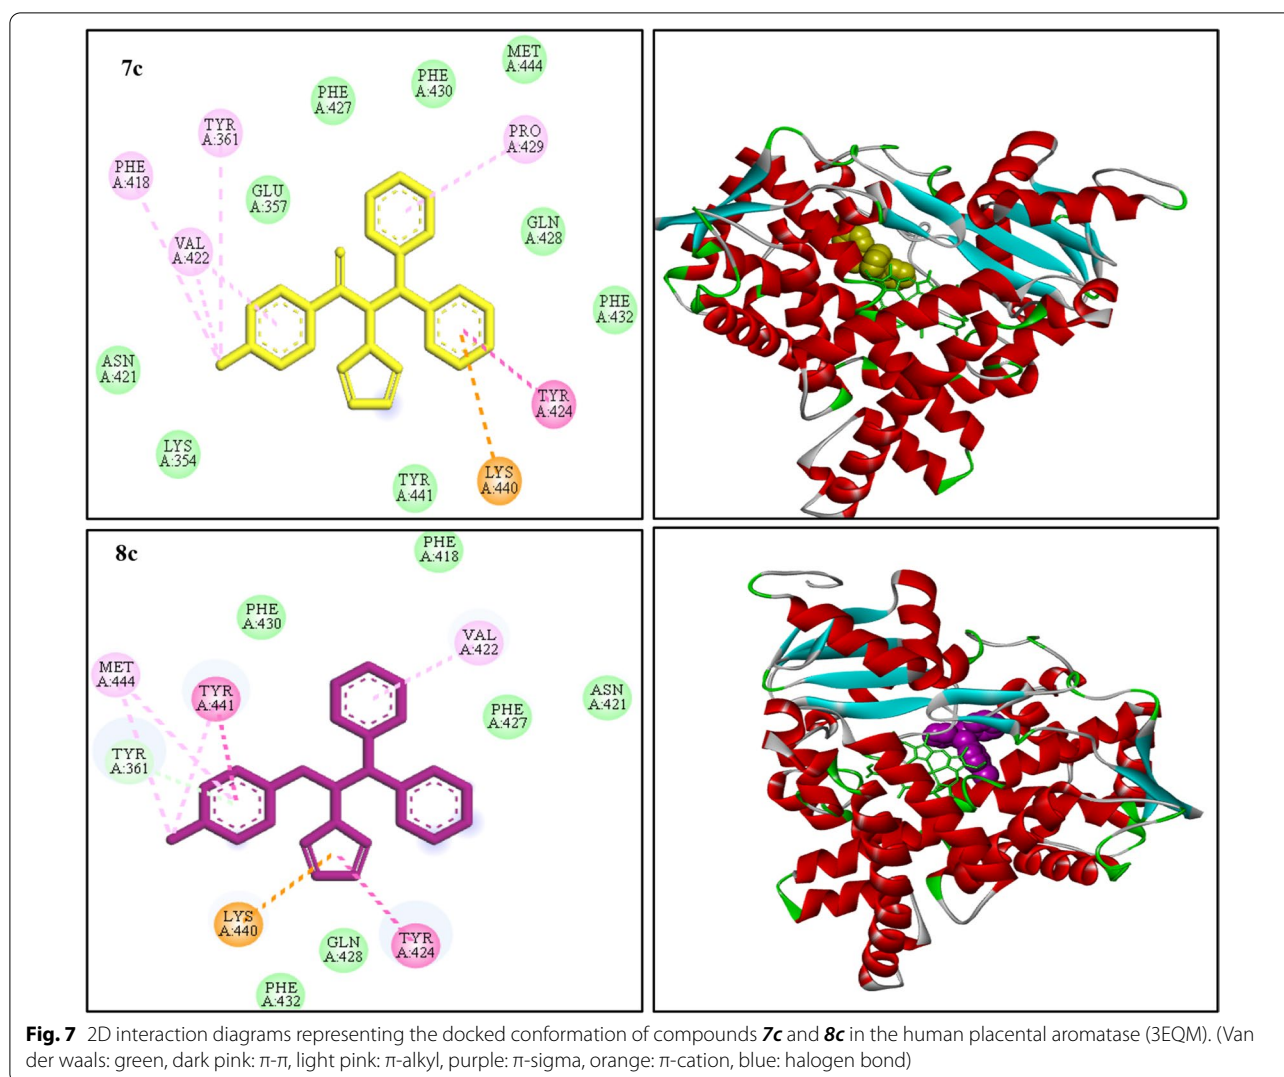 7c
MET
A:444
PHE
A:430
PHE
A:427
TYR
A:361
PRO
A:429
PHE
A:418
GLU
A:357
GLN
A:428
VAL
A:422
PHE
A:432
ASN
A:421
TYR
A:424
LYS
A:354
TYR
A:441
LYS
A:440
8c
PHE
A:418
PHE
A:430
VAL
A:422
MET
A:444
TYR
A:441
ASN
A:421
PHE
A:427
TYR
A:361
LYS
A:440
GLN
A:428
TYR
A:424
PHE
A:432
Fig. 7 2D interaction diagrams representing the docked conformation of compounds 7c and 8c in the human placental aromatase (3EQM). (Van
der waals: green, dark pink: π-π, light pink: π-alkyl, purple: π-sigma, orange: π-cation, blue: halogen bond)